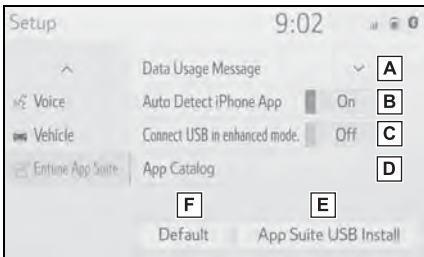 Setup 9:02
Data Usage Message A
Voice Auto Detect iPhone App On B
Vehicle Connect USB in enhanced mode. Off C
Entune App Suite App Catalog D
F E
Default App Suite USB Install